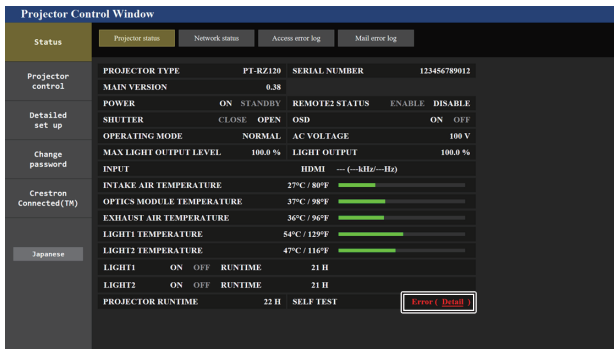 Projector Control Window
Status
Projector status Network status Access error log Mail error log
Projector
control
Detailed
set up
Change
password
Crestron
Connected(TM)
Japanese
PROJECTOR TYPE PT-RZ120 SERIAL NUMBER 123456789012
MAIN VERSION 0.38
POWER ON STANDBY REMOTE2 STATUS ENABLE DISABLE
SHUTTER CLOSE OPEN OSD ON OFF
OPERATING MODE NORMAL AC VOLTAGE 100 V
MAX LIGHT OUTPUT LEVEL 100.0 % LIGHT OUTPUT 100.0 %
INPUT HDMI --- (---kHz/---Hz)
INTAKE AIR TEMPERATURE 27°C / 80°F
OPTICS MODULE TEMPERATURE 37°C / 98°F
EXHAUST AIR TEMPERATURE 36°C / 96°F
LIGHT1 TEMPERATURE 54°C / 129°F
LIGHT2 TEMPERATURE 47°C / 116°F
LIGHT1 ON OFF RUNTIME 21 H
LIGHT2 ON OFF RUNTIME 21 H
PROJECTOR RUNTIME 22 H SELF TEST Error ( Detail )